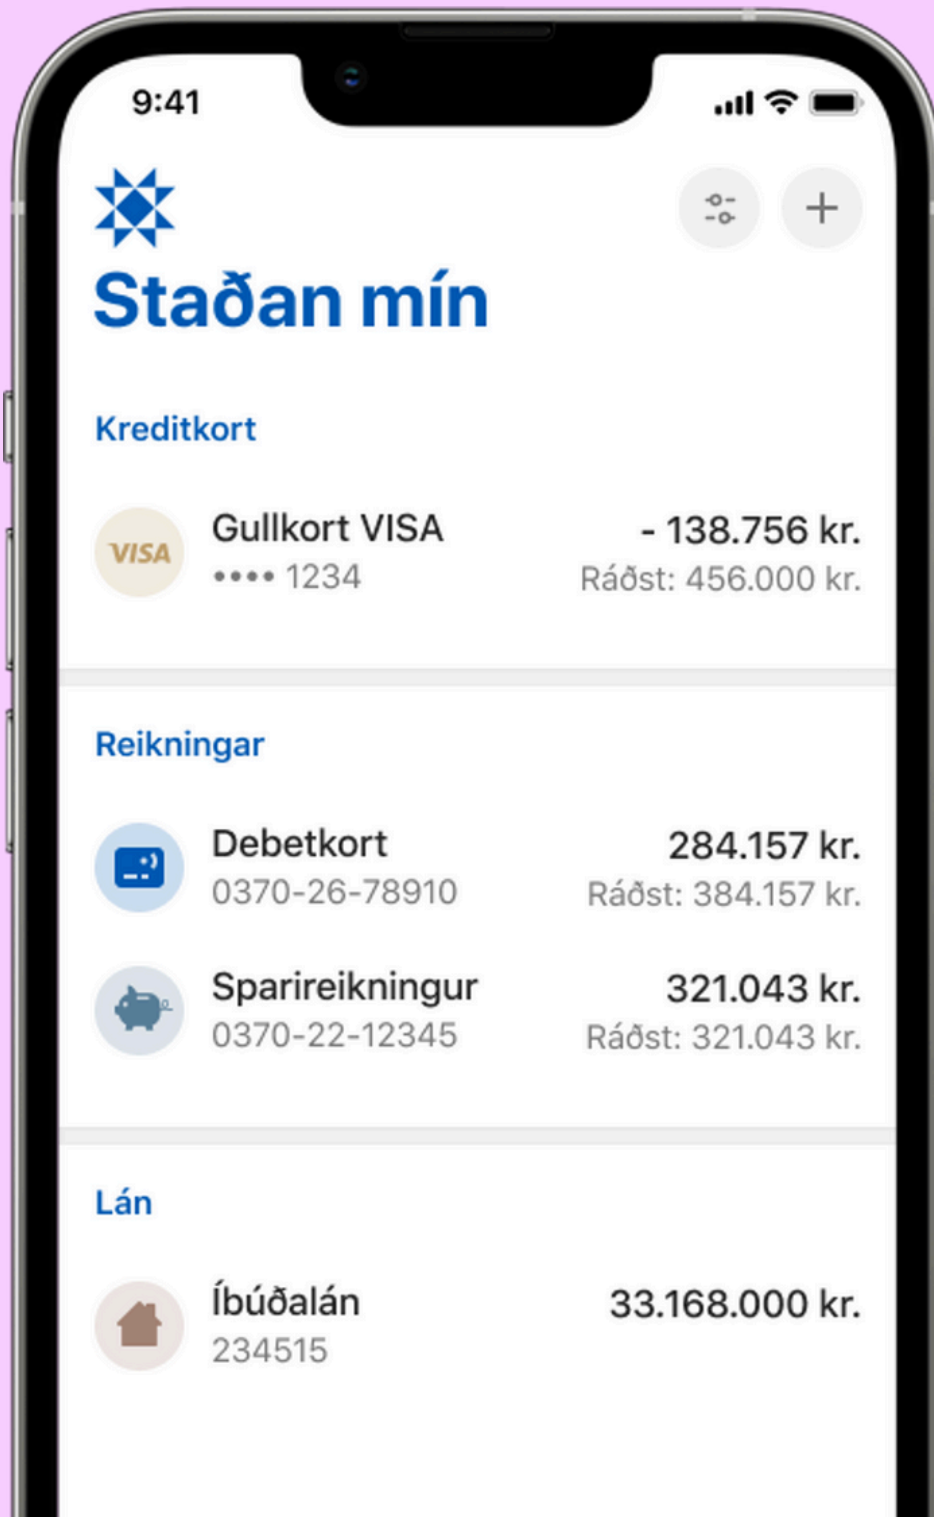 9:41
Staðan mín
Kreditkort
VISA
Gullkort VISA
- 138.756 kr.
•••• 1234
Ráðst: 456.000 kr.
Reikningar
Debetkort
284.157 kr.
0370-26-78910
Ráðst: 384.157 kr.
Sparireikningur
321.043 kr.
0370-22-12345
Ráðst: 321.043 kr.
Lán
Íbúðalán
33.168.000 kr.
234515